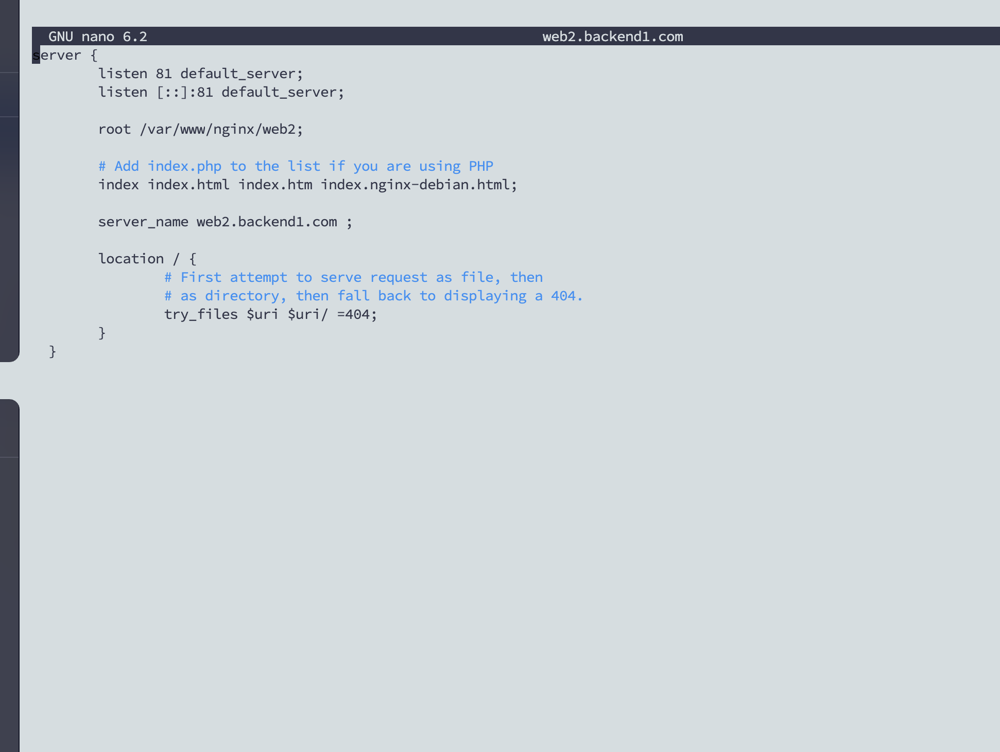 GNU nano 6.2 web2.backend1.com
server {
listen 81 default_server;
listen [::]:81 default_server;
root /var/www/nginx/web2;
# Add index.php to the list if you are using PHP
index index.html index.htm index.nginx-debian.html;
server_name web2.backend1.com ;
location / {
# First attempt to serve request as file, then
# as directory, then fall back to displaying a 404.
try_files $uri $uri/ =404;
}
}